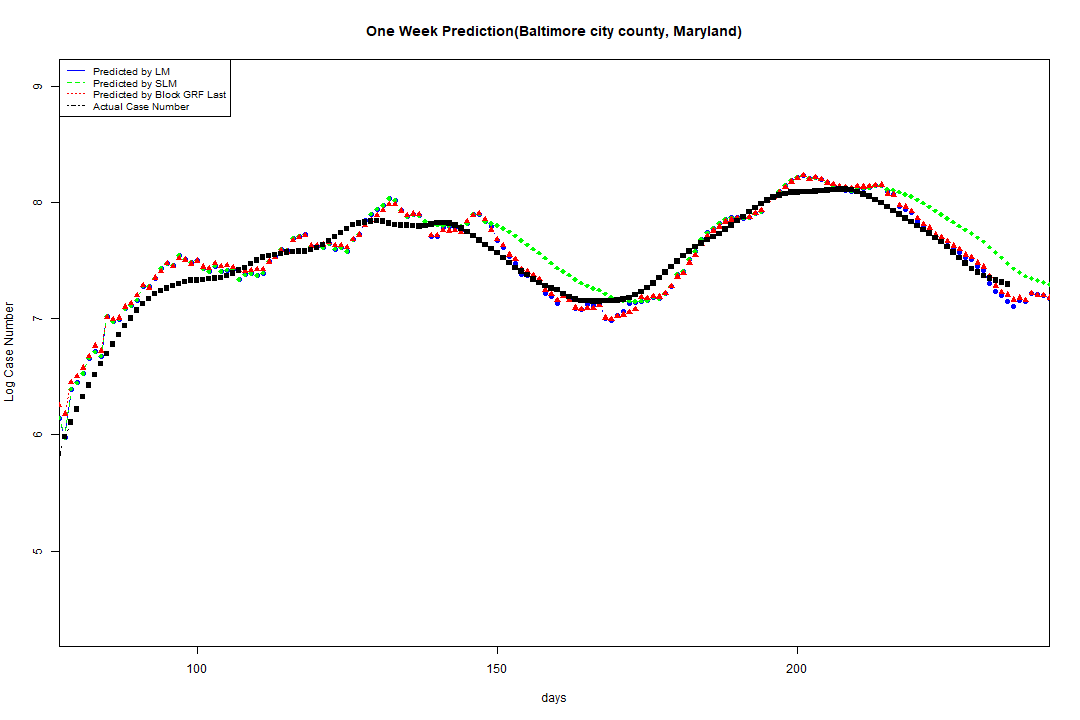 One Week Prediction(Baltimore city county, Maryland)
Predicted by LM
Predicted by SLM
Predicted by Block GRF Last
Actual Case Number
9
8
7
6
5
Log Case Number
100
150
200
days